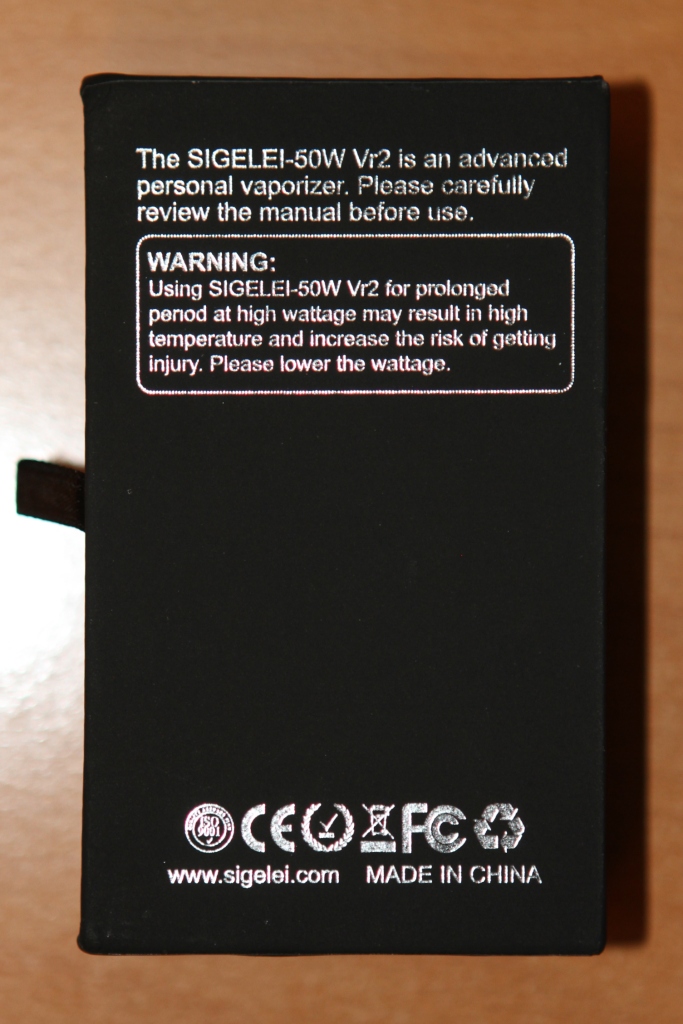 The SIGELEI-50W Vr2 is an advanced
personal vaporizer. Please carefully
review the manual before use.
WARNING:
Using SIGELEI-50W Vr2 for prolonged
period at high wattage may result in high
temperature and increase the risk of getting
injury. Please lower the wattage.
ISO
9001
CE
FC
www.sigelei.com MADE IN CHINA